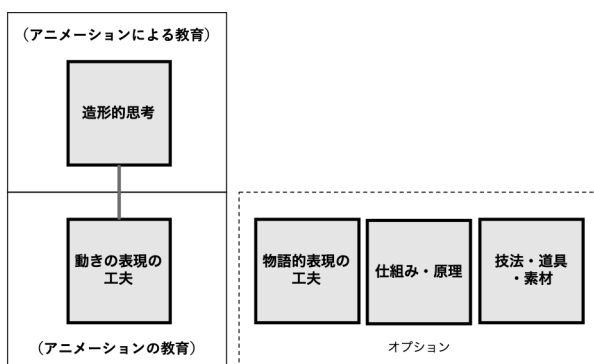 （アニメーションによる教育）
造形的思考
動きの表現の
工夫
物語的表現の
工夫
仕組み・原理
技法・道具
・素材
（アニメーションの教育）
オプション